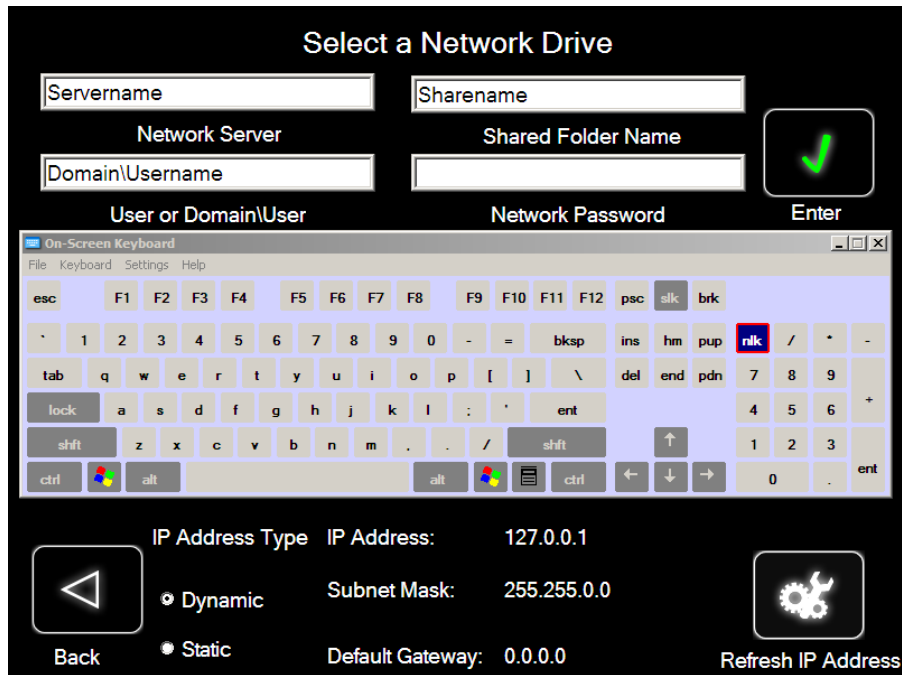 Select a Network Drive
Servername Sharename
Network Server Shared Folder Name
Domain\Username
User or Domain\User Network Password Enter
On-Screen Keyboard
File Keyboard Settings Help
esc F1 F2 F3 F4 F5 F6 F7 F8 F9 F10 F11 F12 psc slk brk
` 1 2 3 4 5 6 7 8 9 0 - = bksp ins hm pup nlk / * -
tab q w e r t y u i o p [ ] \ del end pdn 7 8 9
lock a s d f g h j k l ; ' ent 4 5 6 +
shft z x c v b n m , . / shft ↑ 1 2 3
ctrl alt alt ctrl ← ↓ → 0 . ent
IP Address Type IP Address: 127.0.0.1
Dynamic Subnet Mask: 255.255.0.0
Static Default Gateway: 0.0.0.0
Back Refresh IP Address